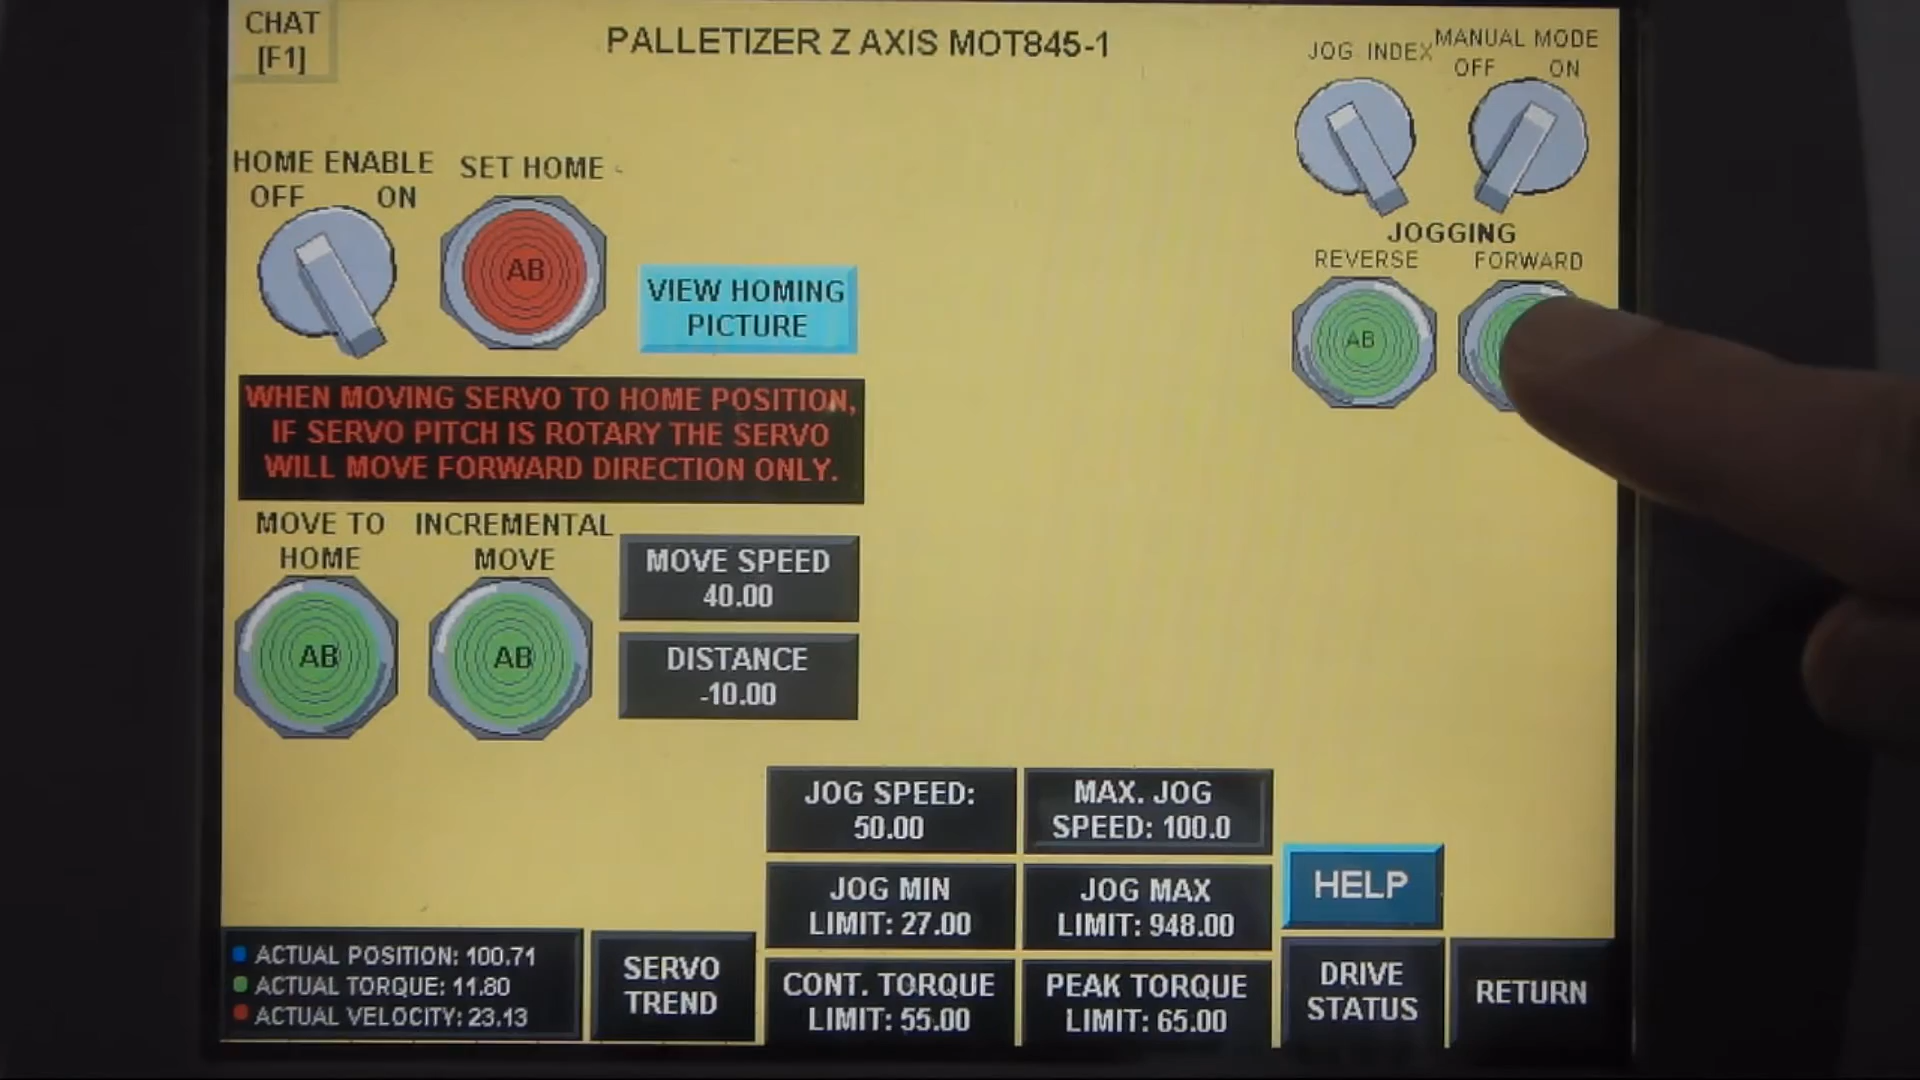 CHAT
[F1]
PALLETIZER Z AXIS MOT845-1
JOG INDEX
MANUAL MODE
OFF ON
HOME ENABLE
OFF ON
SET HOME
AB
VIEW HOMING
PICTURE
JOGGING
REVERSE FORWARD
AB
WHEN MOVING SERVO TO HOME POSITION,
IF SERVO PITCH IS ROTARY THE SERVO
WILL MOVE FORWARD DIRECTION ONLY.
MOVE TO
HOME
AB
INCREMENTAL
MOVE
AB
MOVE SPEED
40.00
DISTANCE
-10.00
JOG SPEED:
50.00
MAX. JOG
SPEED: 100.0
JOG MIN
LIMIT: 27.00
JOG MAX
LIMIT: 948.00
HELP
ACTUAL POSITION: 100.71
ACTUAL TORQUE: 11.80
ACTUAL VELOCITY: 23.13
SERVO
TREND
CONT. TORQUE
LIMIT: 55.00
PEAK TORQUE
LIMIT: 65.00
DRIVE
STATUS
RETURN